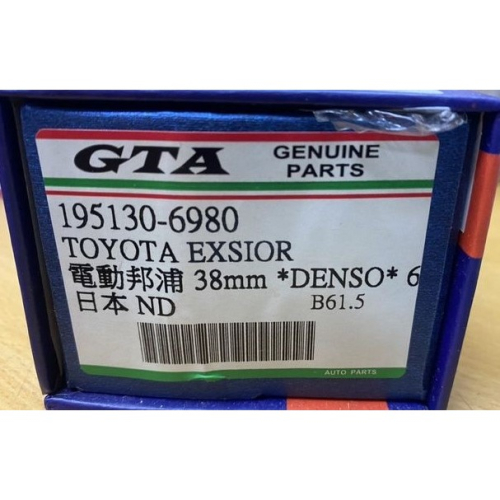 GTA
GENUINE
PARTS
195130-6980
TOYOTA EXSIOR
電動邦浦 38mm *DENSO* 6
日本 ND B61.5
AUTO PARTS